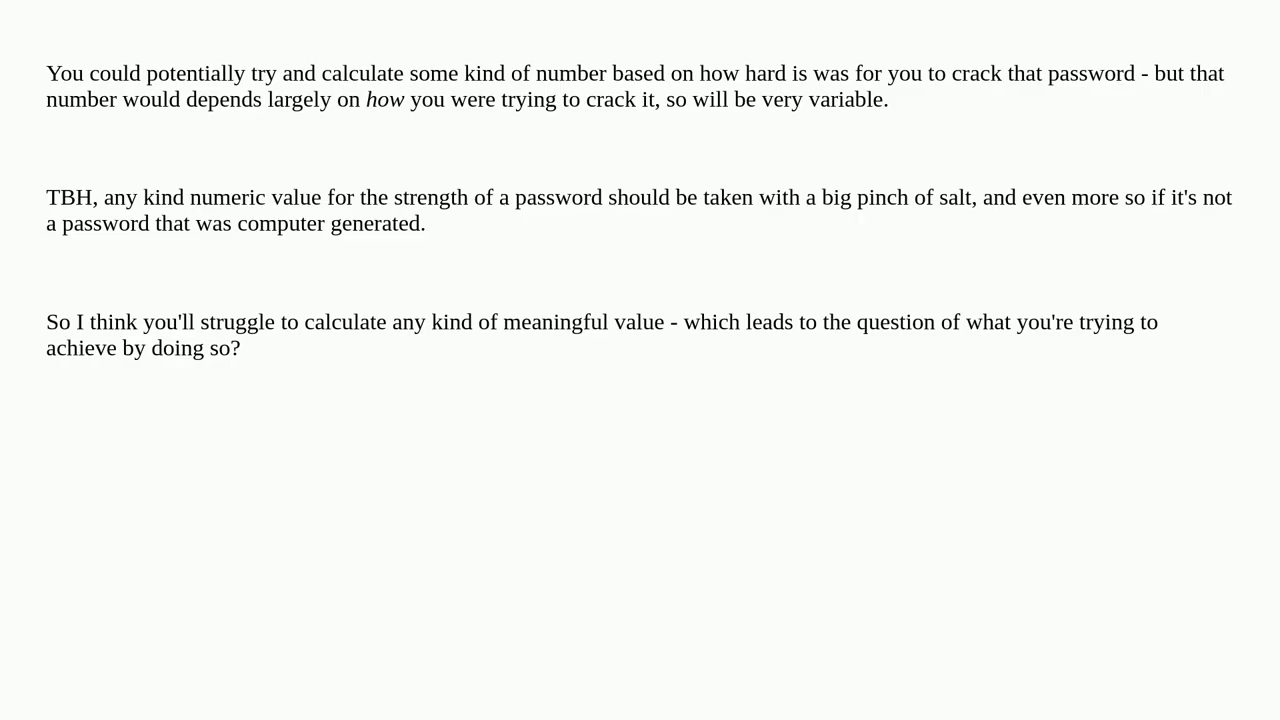 You could potentially try and calculate some kind of number based on how hard is was for you to crack that password - but that
number would depends largely on how you were trying to crack it, so will be very variable.
TBH, any kind numeric value for the strength of a password should be taken with a big pinch of salt, and even more so if it's not
a password that was computer generated.
So I think you'll struggle to calculate any kind of meaningful value - which leads to the question of what you're trying to
achieve by doing so?